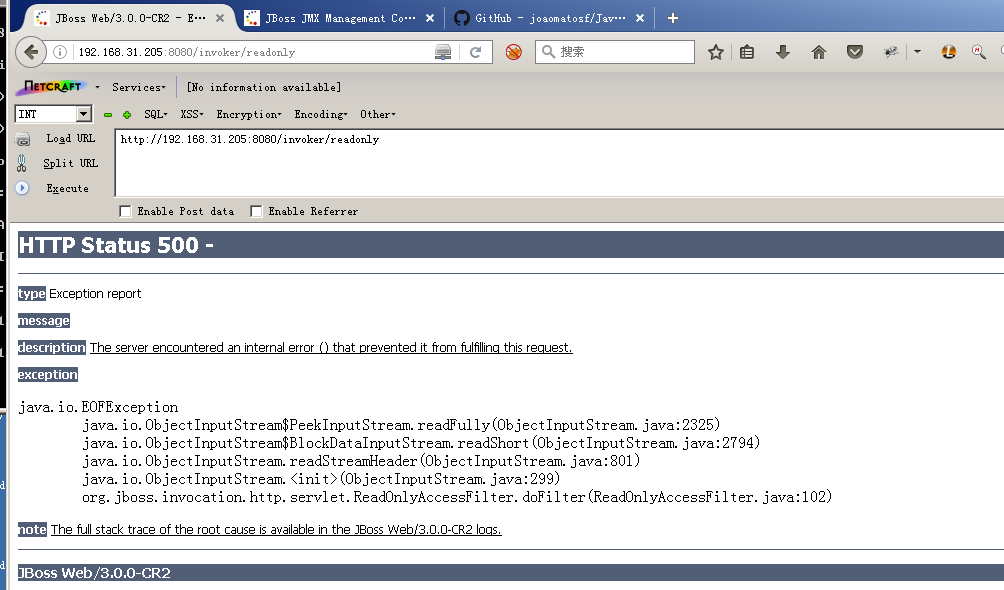 JBoss Web/3.0.0-CR2 - E···
JBoss JMX Management Co···
GitHub - joaomatosf/Jav···
192.168.31.205:8080/invoker/readonly
搜索
NETCRAFT
Services
[No information available]
INT
SQL
XSS
Encryption
Encoding
Other
Load URL
http://192.168.31.205:8080/invoker/readonly
Split URL
Execute
Enable Post data
Enable Referrer
HTTP Status 500 -
type Exception report
message
description The server encountered an internal error () that prevented it from fulfilling this request.
exception
java.io.EOFException
java.io.ObjectInputStream$PeekInputStream.readFully(ObjectInputStream.java:2325)
java.io.ObjectInputStream$BlockDataInputStream.readShort(ObjectInputStream.java:2794)
java.io.ObjectInputStream.readStreamHeader(ObjectInputStream.java:801)
java.io.ObjectInputStream.<init>(ObjectInputStream.java:299)
org.jboss.invocation.http.servlet.ReadOnlyAccessFilter.doFilter(ReadOnlyAccessFilter.java:102)
note The full stack trace of the root cause is available in the JBoss Web/3.0.0-CR2 logs.
JBoss Web/3.0.0-CR2